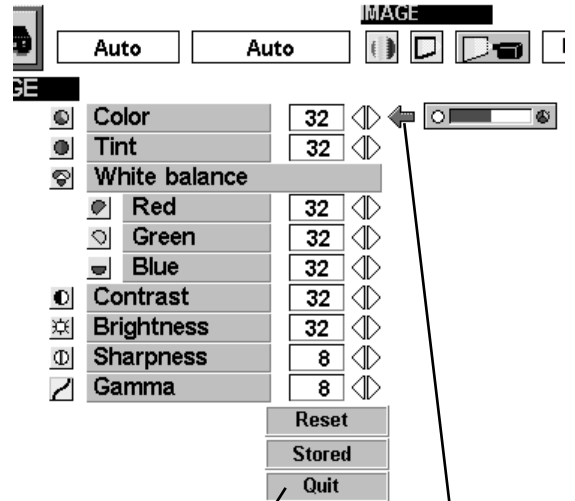 IMAGE
Auto Auto
GE
Color 32
Tint 32
White balance
Red 32
Green 32
Blue 32
Contrast 32
Brightness 32
Sharpness 8
Gamma 8
Reset
Stored
Quit